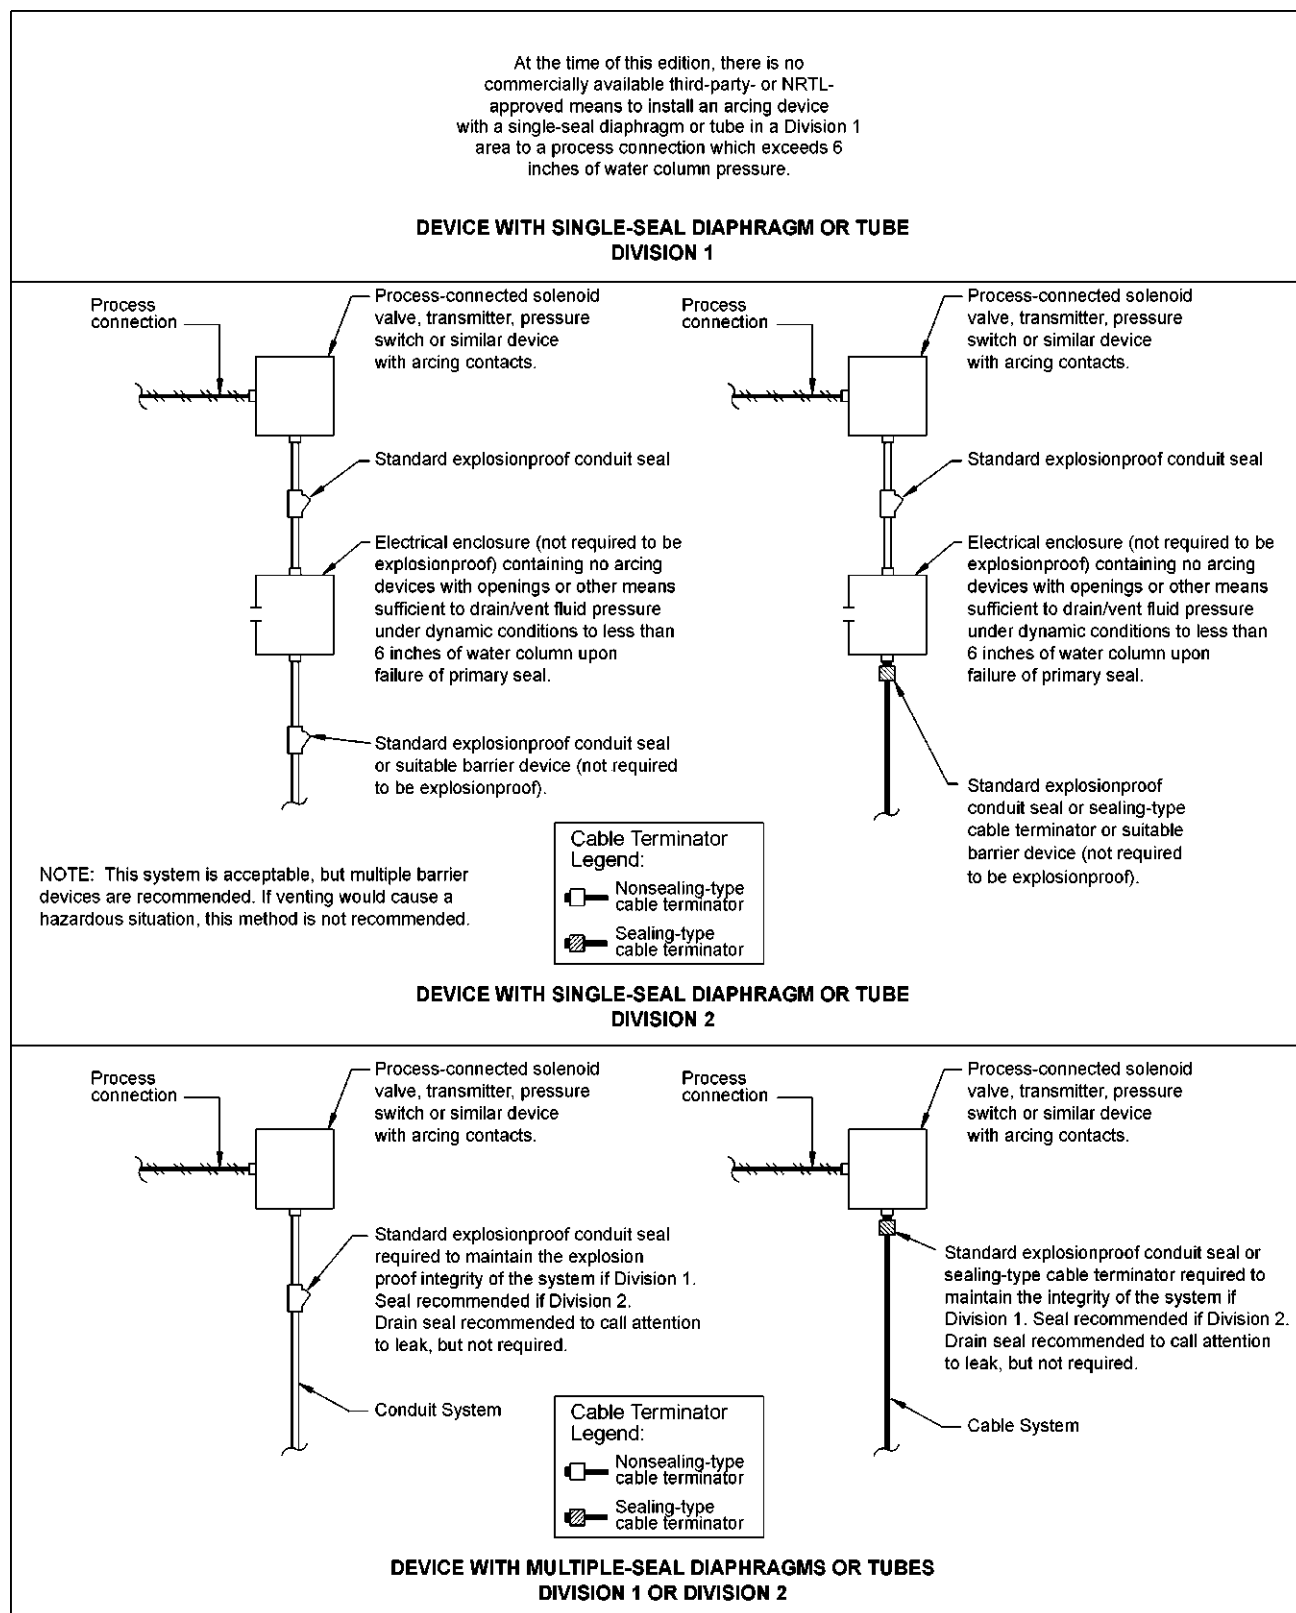 At the time of this edition, there is no
commercially available third-party- or NRTL-
approved means to install an arcing device
with a single-seal diaphragm or tube in a Division 1
area to a process connection which exceeds 6
inches of water column pressure.
DEVICE WITH SINGLE-SEAL DIAPHRAGM OR TUBE
DIVISION 1
Process
connection
Process-connected solenoid
valve, transmitter, pressure
switch or similar device
with arcing contacts.
Standard explosionproof conduit seal
Electrical enclosure (not required to be
explosionproof) containing no arcing
devices with openings or other means
sufficient to drain/vent fluid pressure
under dynamic conditions to less than
6 inches of water column upon
failure of primary seal.
Standard explosionproof conduit seal
or suitable barrier device (not required
to be explosionproof).
NOTE: This system is acceptable, but multiple barrier
devices are recommended. If venting would cause a
hazardous situation, this method is not recommended.
Process
connection
Process-connected solenoid
valve, transmitter, pressure
switch or similar device
with arcing contacts.
Standard explosionproof conduit seal
Electrical enclosure (not required to be
explosionproof) containing no arcing
devices with openings or other means
sufficient to drain/vent fluid pressure
under dynamic conditions to less than
6 inches of water column upon
failure of primary seal.
Standard explosionproof
conduit seal or sealing-type
cable terminator or suitable
barrier device (not required
to be explosionproof).
Cable Terminator
Legend:
Nonsealing-type
cable terminator
Sealing-type
cable terminator
DEVICE WITH SINGLE-SEAL DIAPHRAGM OR TUBE
DIVISION 2
Process
connection
Process-connected solenoid
valve, transmitter, pressure
switch or similar device
with arcing contacts.
Standard explosionproof conduit seal
required to maintain the explosion
proof integrity of the system if Division 1.
Seal recommended if Division 2.
Drain seal recommended to call attention
to leak, but not required.
Conduit System
Process
connection
Process-connected solenoid
valve, transmitter, pressure
switch or similar device
with arcing contacts.
Standard explosionproof conduit seal or
sealing-type cable terminator required to
maintain the integrity of the system if
Division 1. Seal recommended if Division 2.
Drain seal recommended to call attention
to leak, but not required.
Cable System
Cable Terminator
Legend:
Nonsealing-type
cable terminator
Sealing-type
cable terminator
DEVICE WITH MULTIPLE-SEAL DIAPHRAGMS OR TUBES
DIVISION 1 OR DIVISION 2